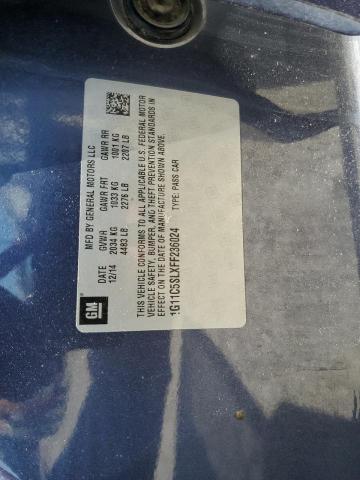 GM
MFD BY GENERAL MOTORS LLC
DATE GVWR GAWR FRT GAWR RR
12/14 2034 KG 1033 KG 1001 KG
4483 LB 2276 LB 2207 LB
THIS VEHICLE CONFORMS TO ALL APPLICABLE U.S. FEDERAL MOTOR
VEHICLE SAFETY, BUMPER, AND THEFT PREVENTION STANDARDS IN
EFFECT ON THE DATE OF MANUFACTURE SHOWN ABOVE.
1G11C5SLXFF236024 TYPE: PASS CAR